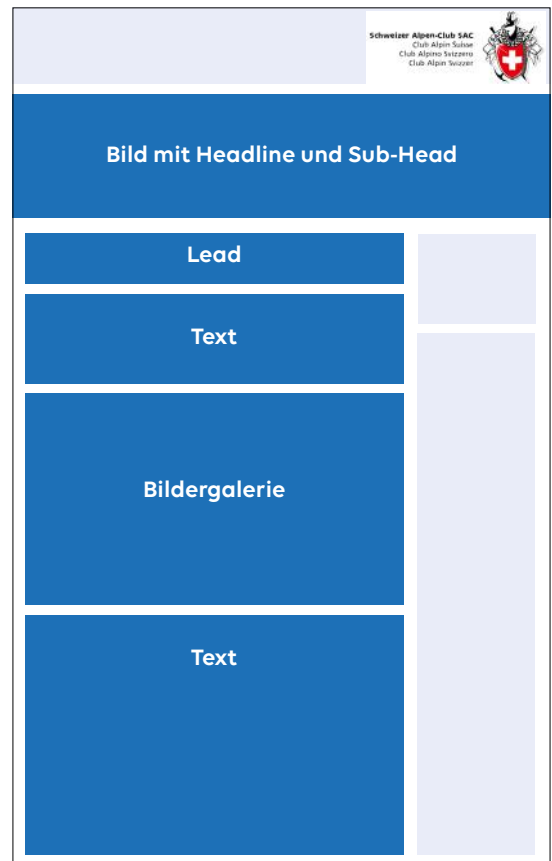 Schweizer Alpen-Club SAC
Club Alpin Suisse
Club Alpino Svizzero
Club Alpin Svizzer
Bild mit Headline und Sub-Head
Lead
Text
Bildergalerie
Text